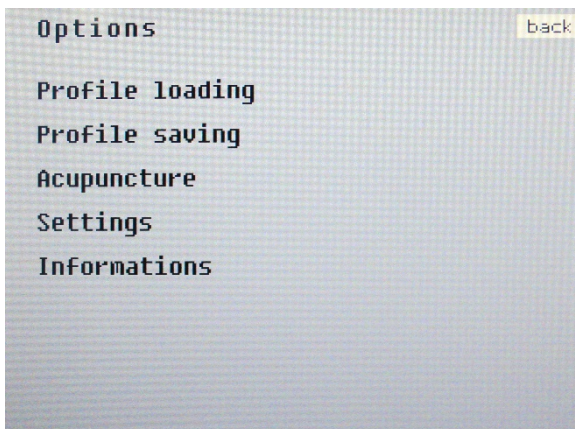 Options
back
Profile loading
Profile saving
Acupuncture
Settings
Informations